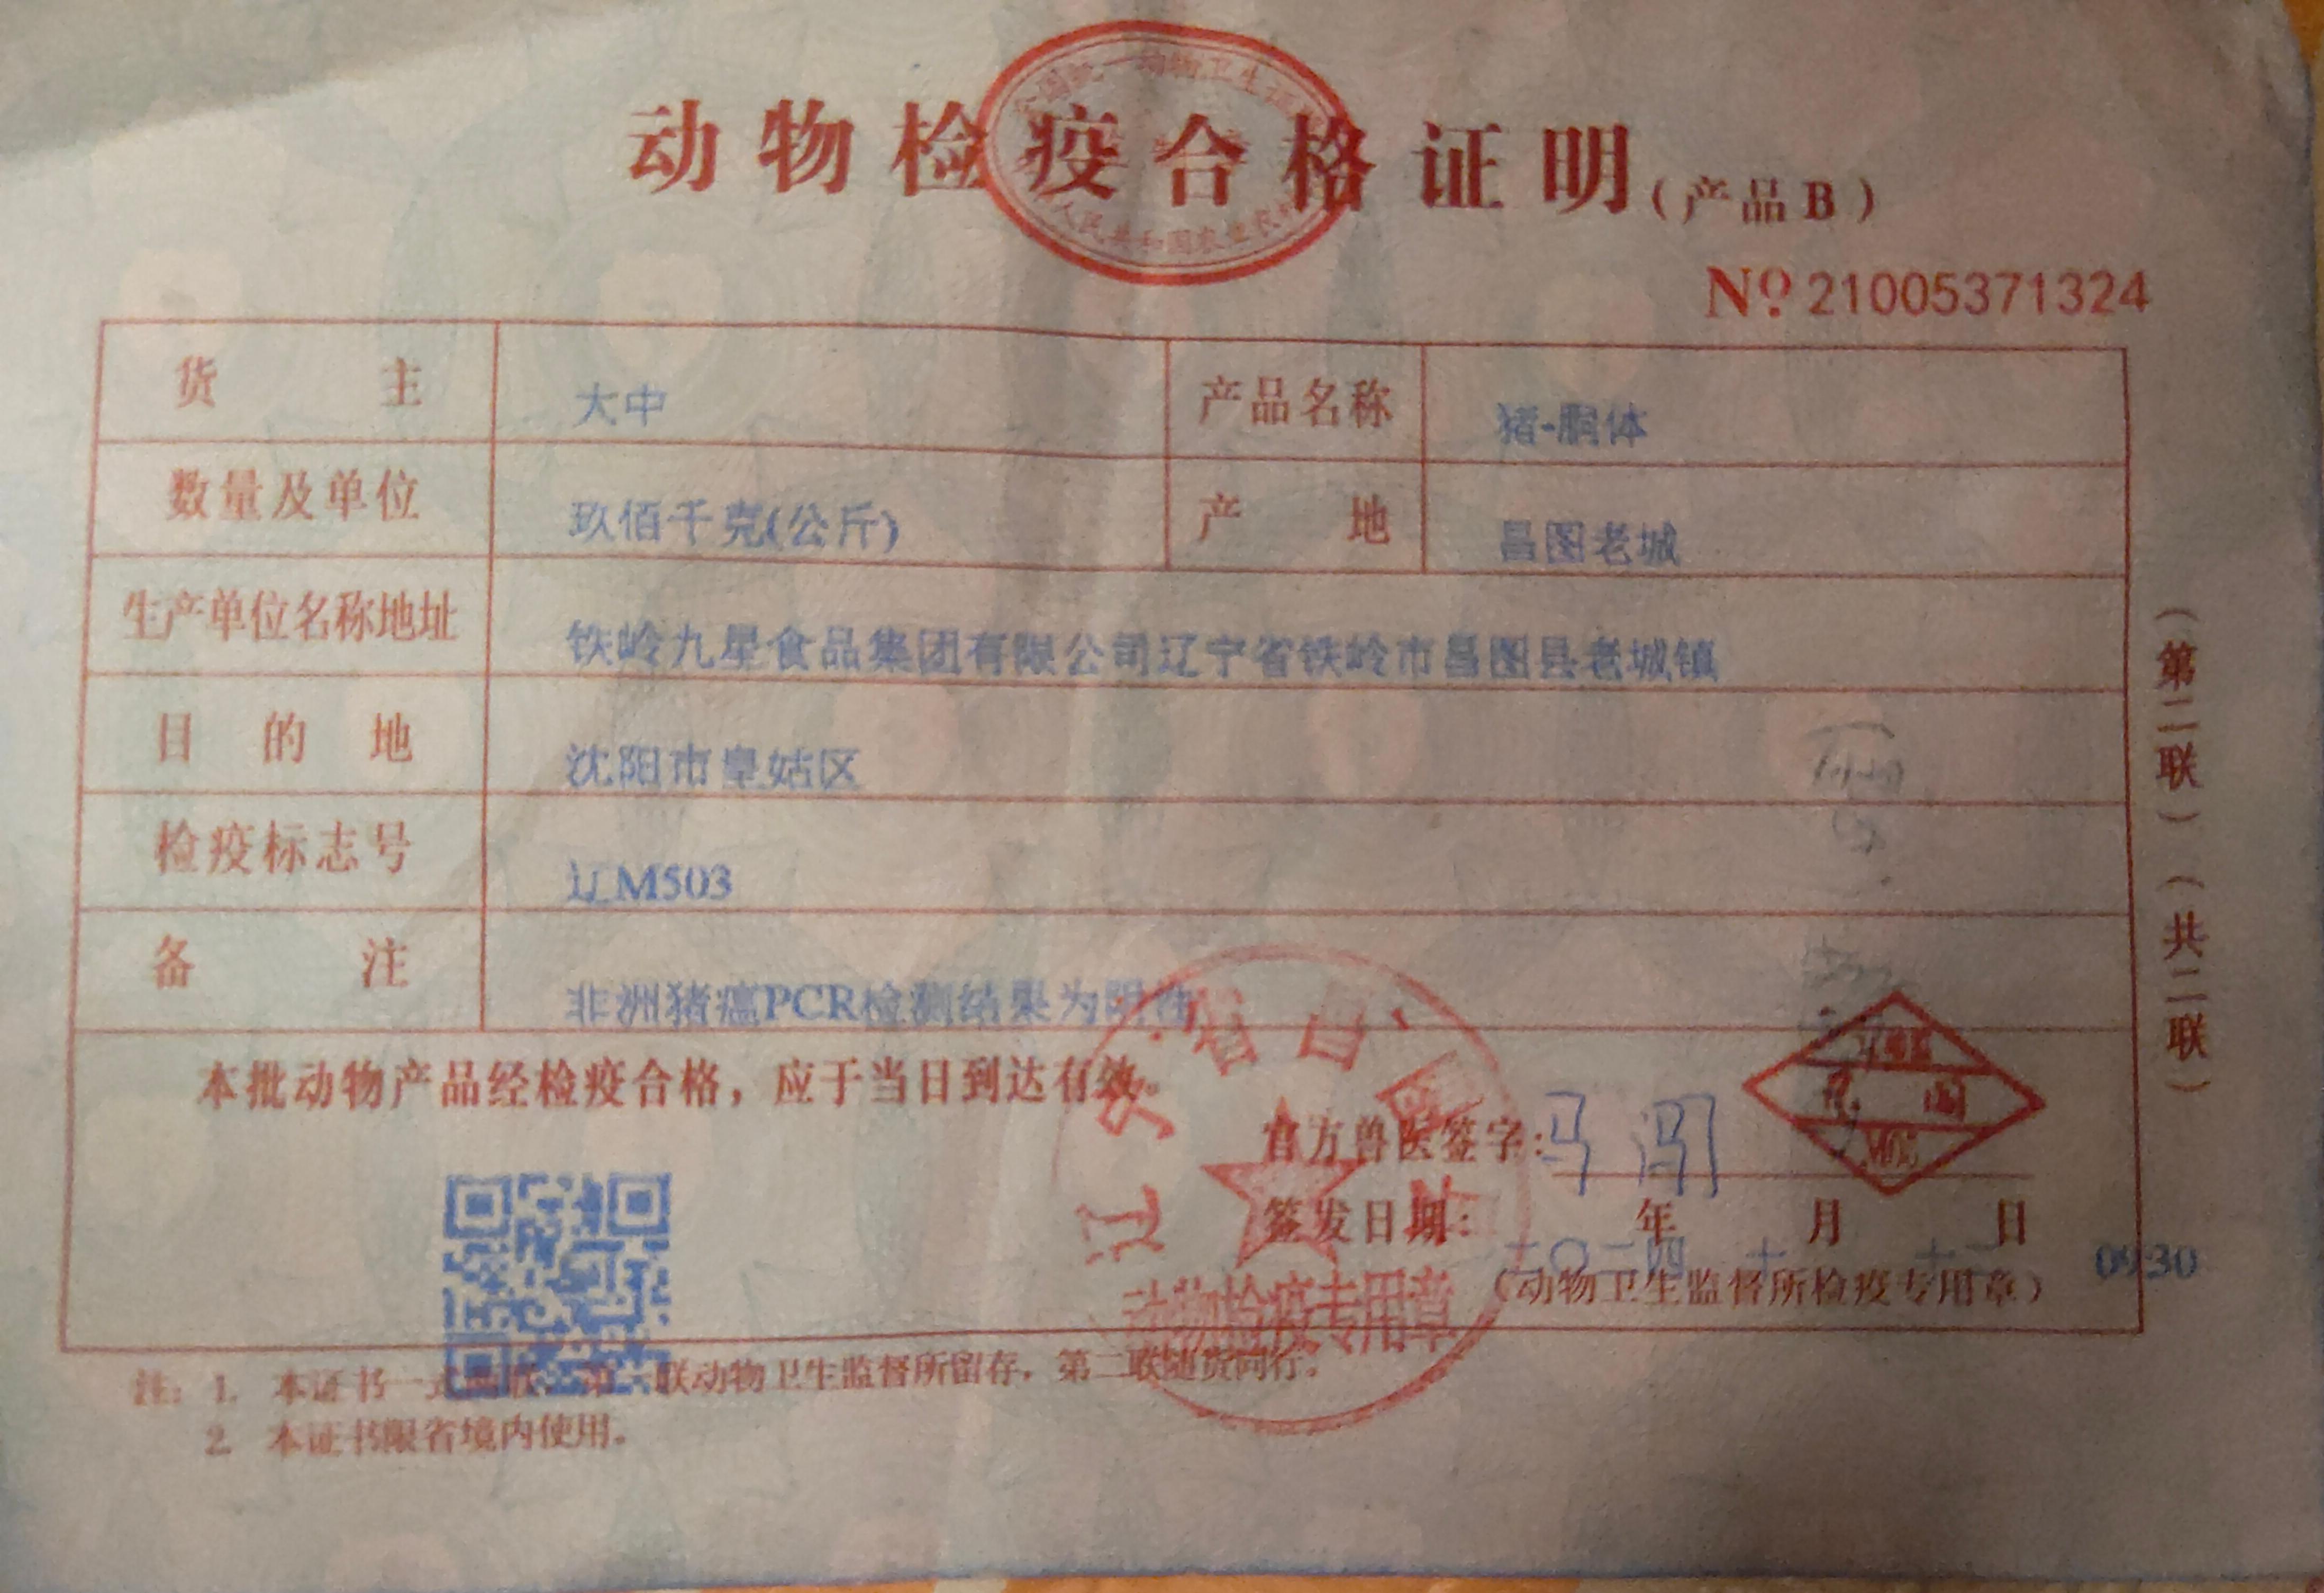 动物检疫合格证明(产品B)
No 21005371324
货主 大中 产品名称 猪-胴体
数量及单位 玖佰千克(公斤) 产地 昌图老城
生产单位名称地址 铁岭九星食品集团有限公司辽宁省铁岭市昌图县老城镇
目的地 沈阳市皇姑区
检疫标志号 辽M503
备注 非洲猪瘟PCR检测结果为阴性
本批动物产品经检疫合格，应于当日到达有效。
官方兽医签字:
签发日期: 二〇二四 年 十 月 十二 日 09:30
(动物卫生监督所检疫专用章)
动物检疫专用章
注: 1. 本证书一式两联，第一联动物卫生监督所留存，第二联随货同行。
2. 本证书限省境内使用。
(第二联)(共二联)